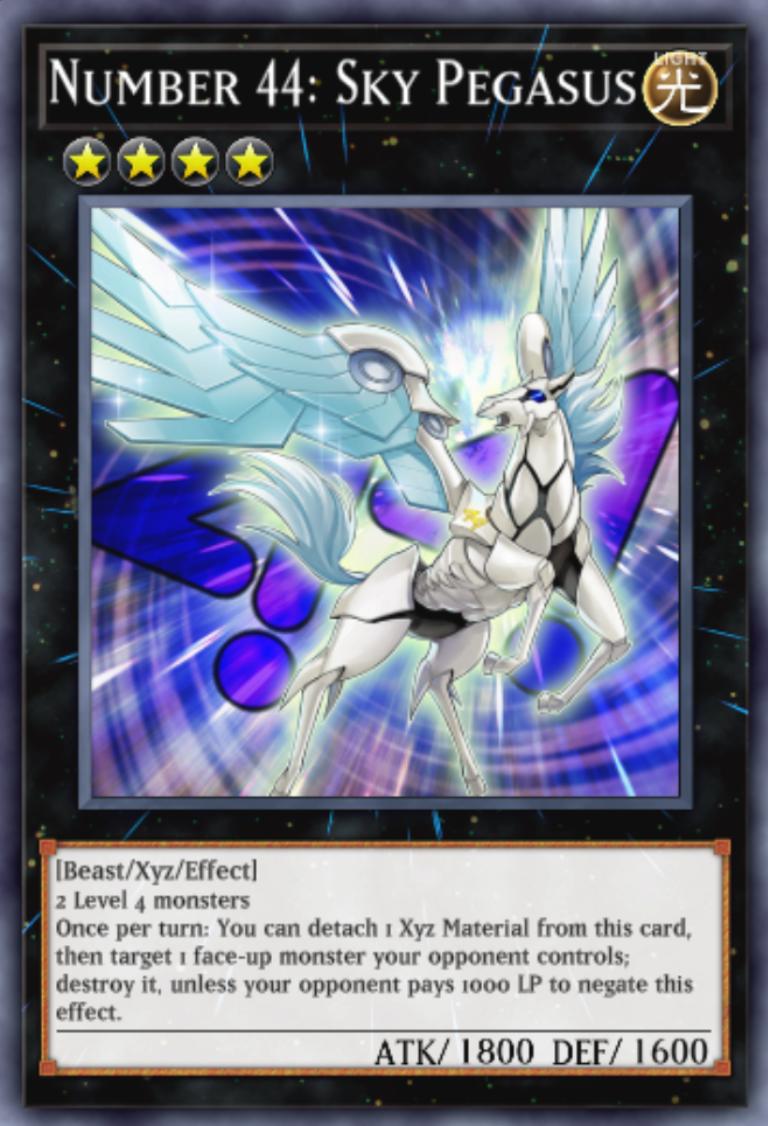 NUMBER 44: SKY PEGASUS
LIGHT
光
[Beast/Xyz/Effect]
2 Level 4 monsters
Once per turn: You can detach 1 Xyz Material from this card,
then target 1 face-up monster your opponent controls;
destroy it, unless your opponent pays 1000 LP to negate this
effect.
ATK/ 1800 DEF/ 1600